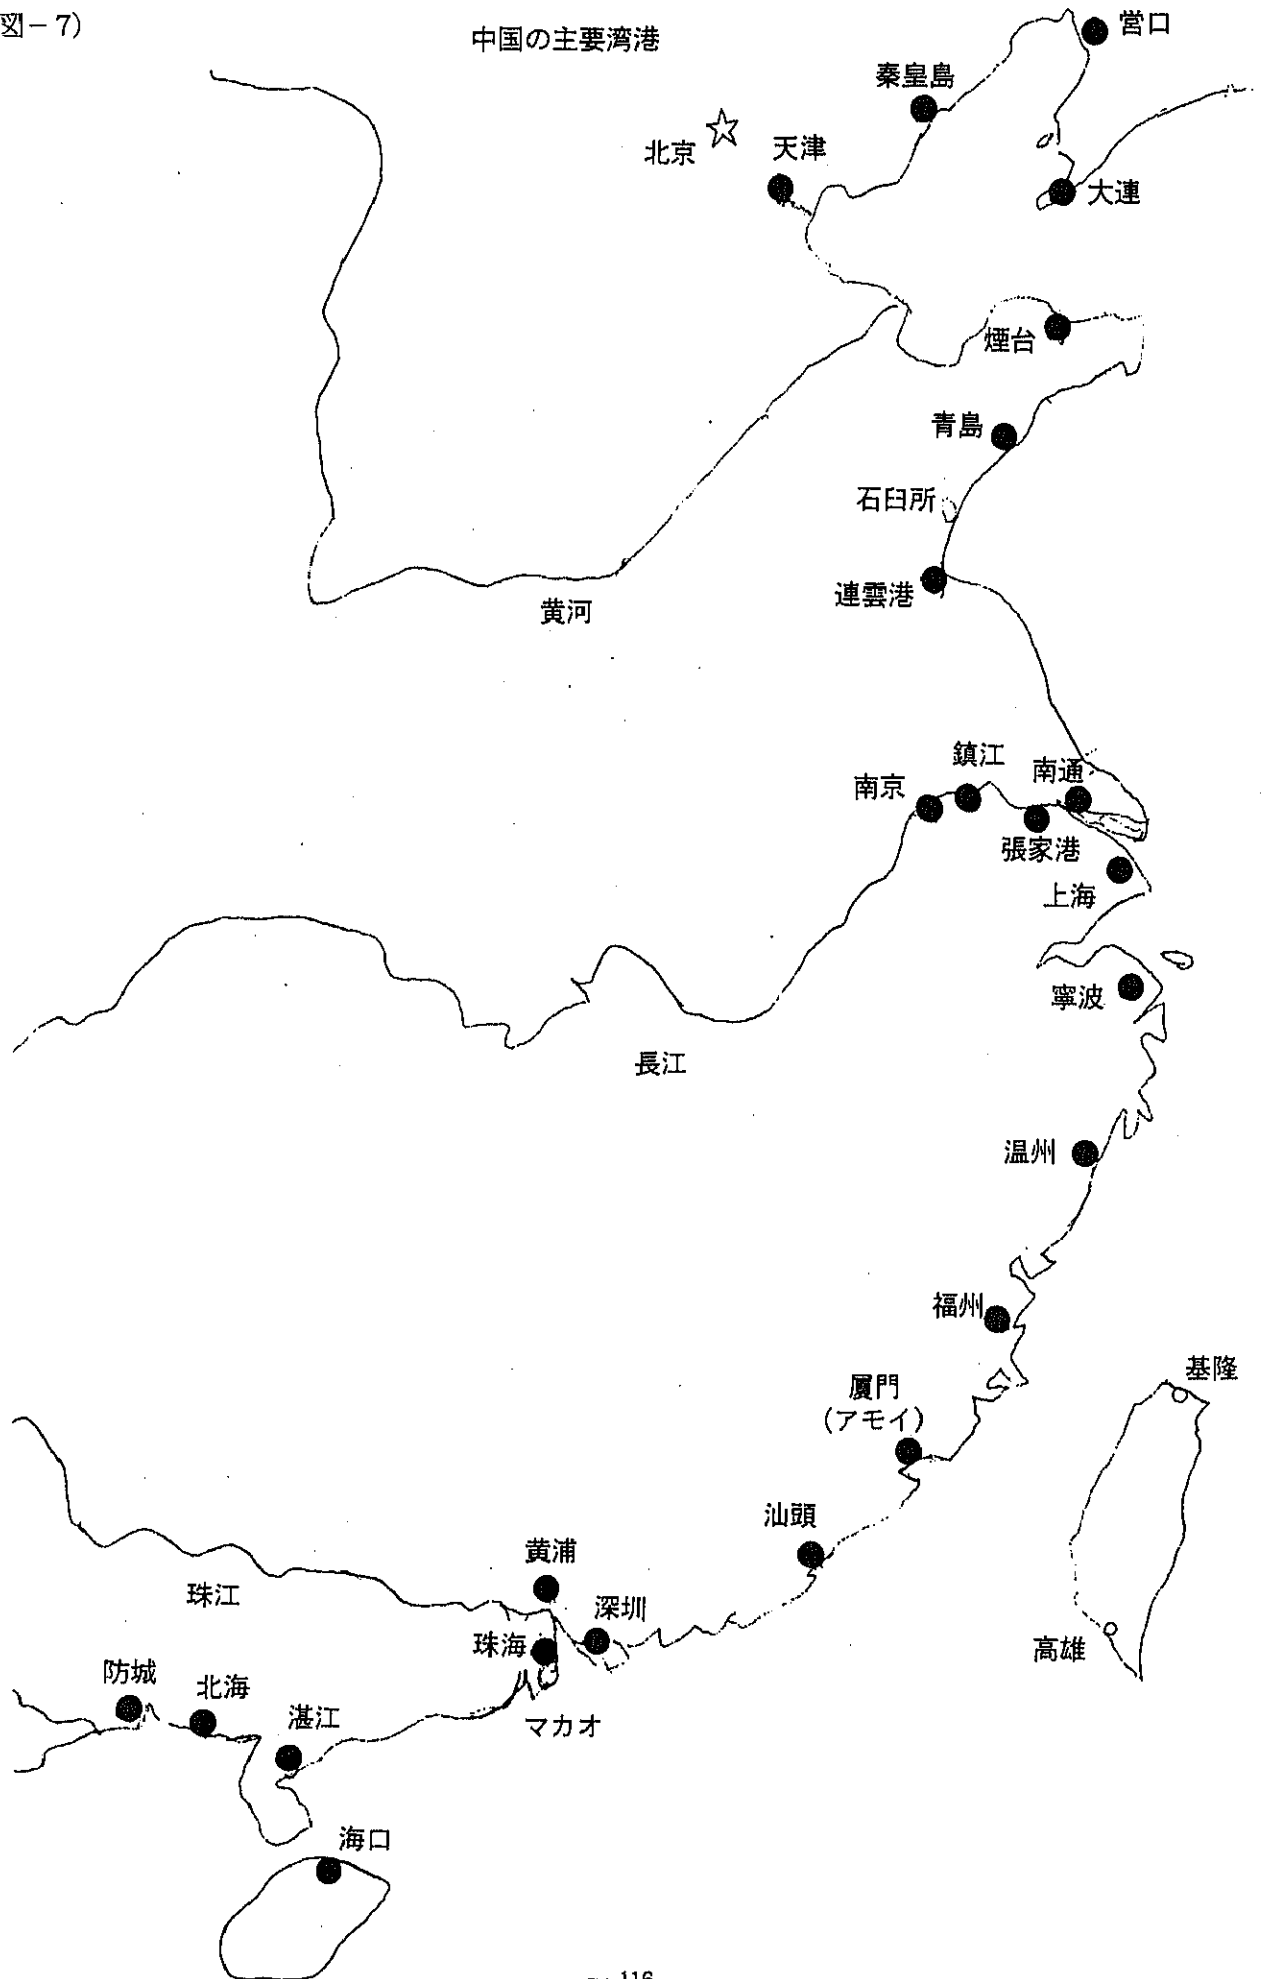 図－7)
中国の主要湾港
営口
秦皇島
北京
天津
大連
煙台
青島
石臼所
連雲港
黄河
鎮江
南通
南京
張家港
上海
寧波
長江
温州
福州
基隆
厦門
(アモイ)
汕頭
黄浦
珠江
深圳
珠海
高雄
防城
北海
湛江
マカオ
海口
116